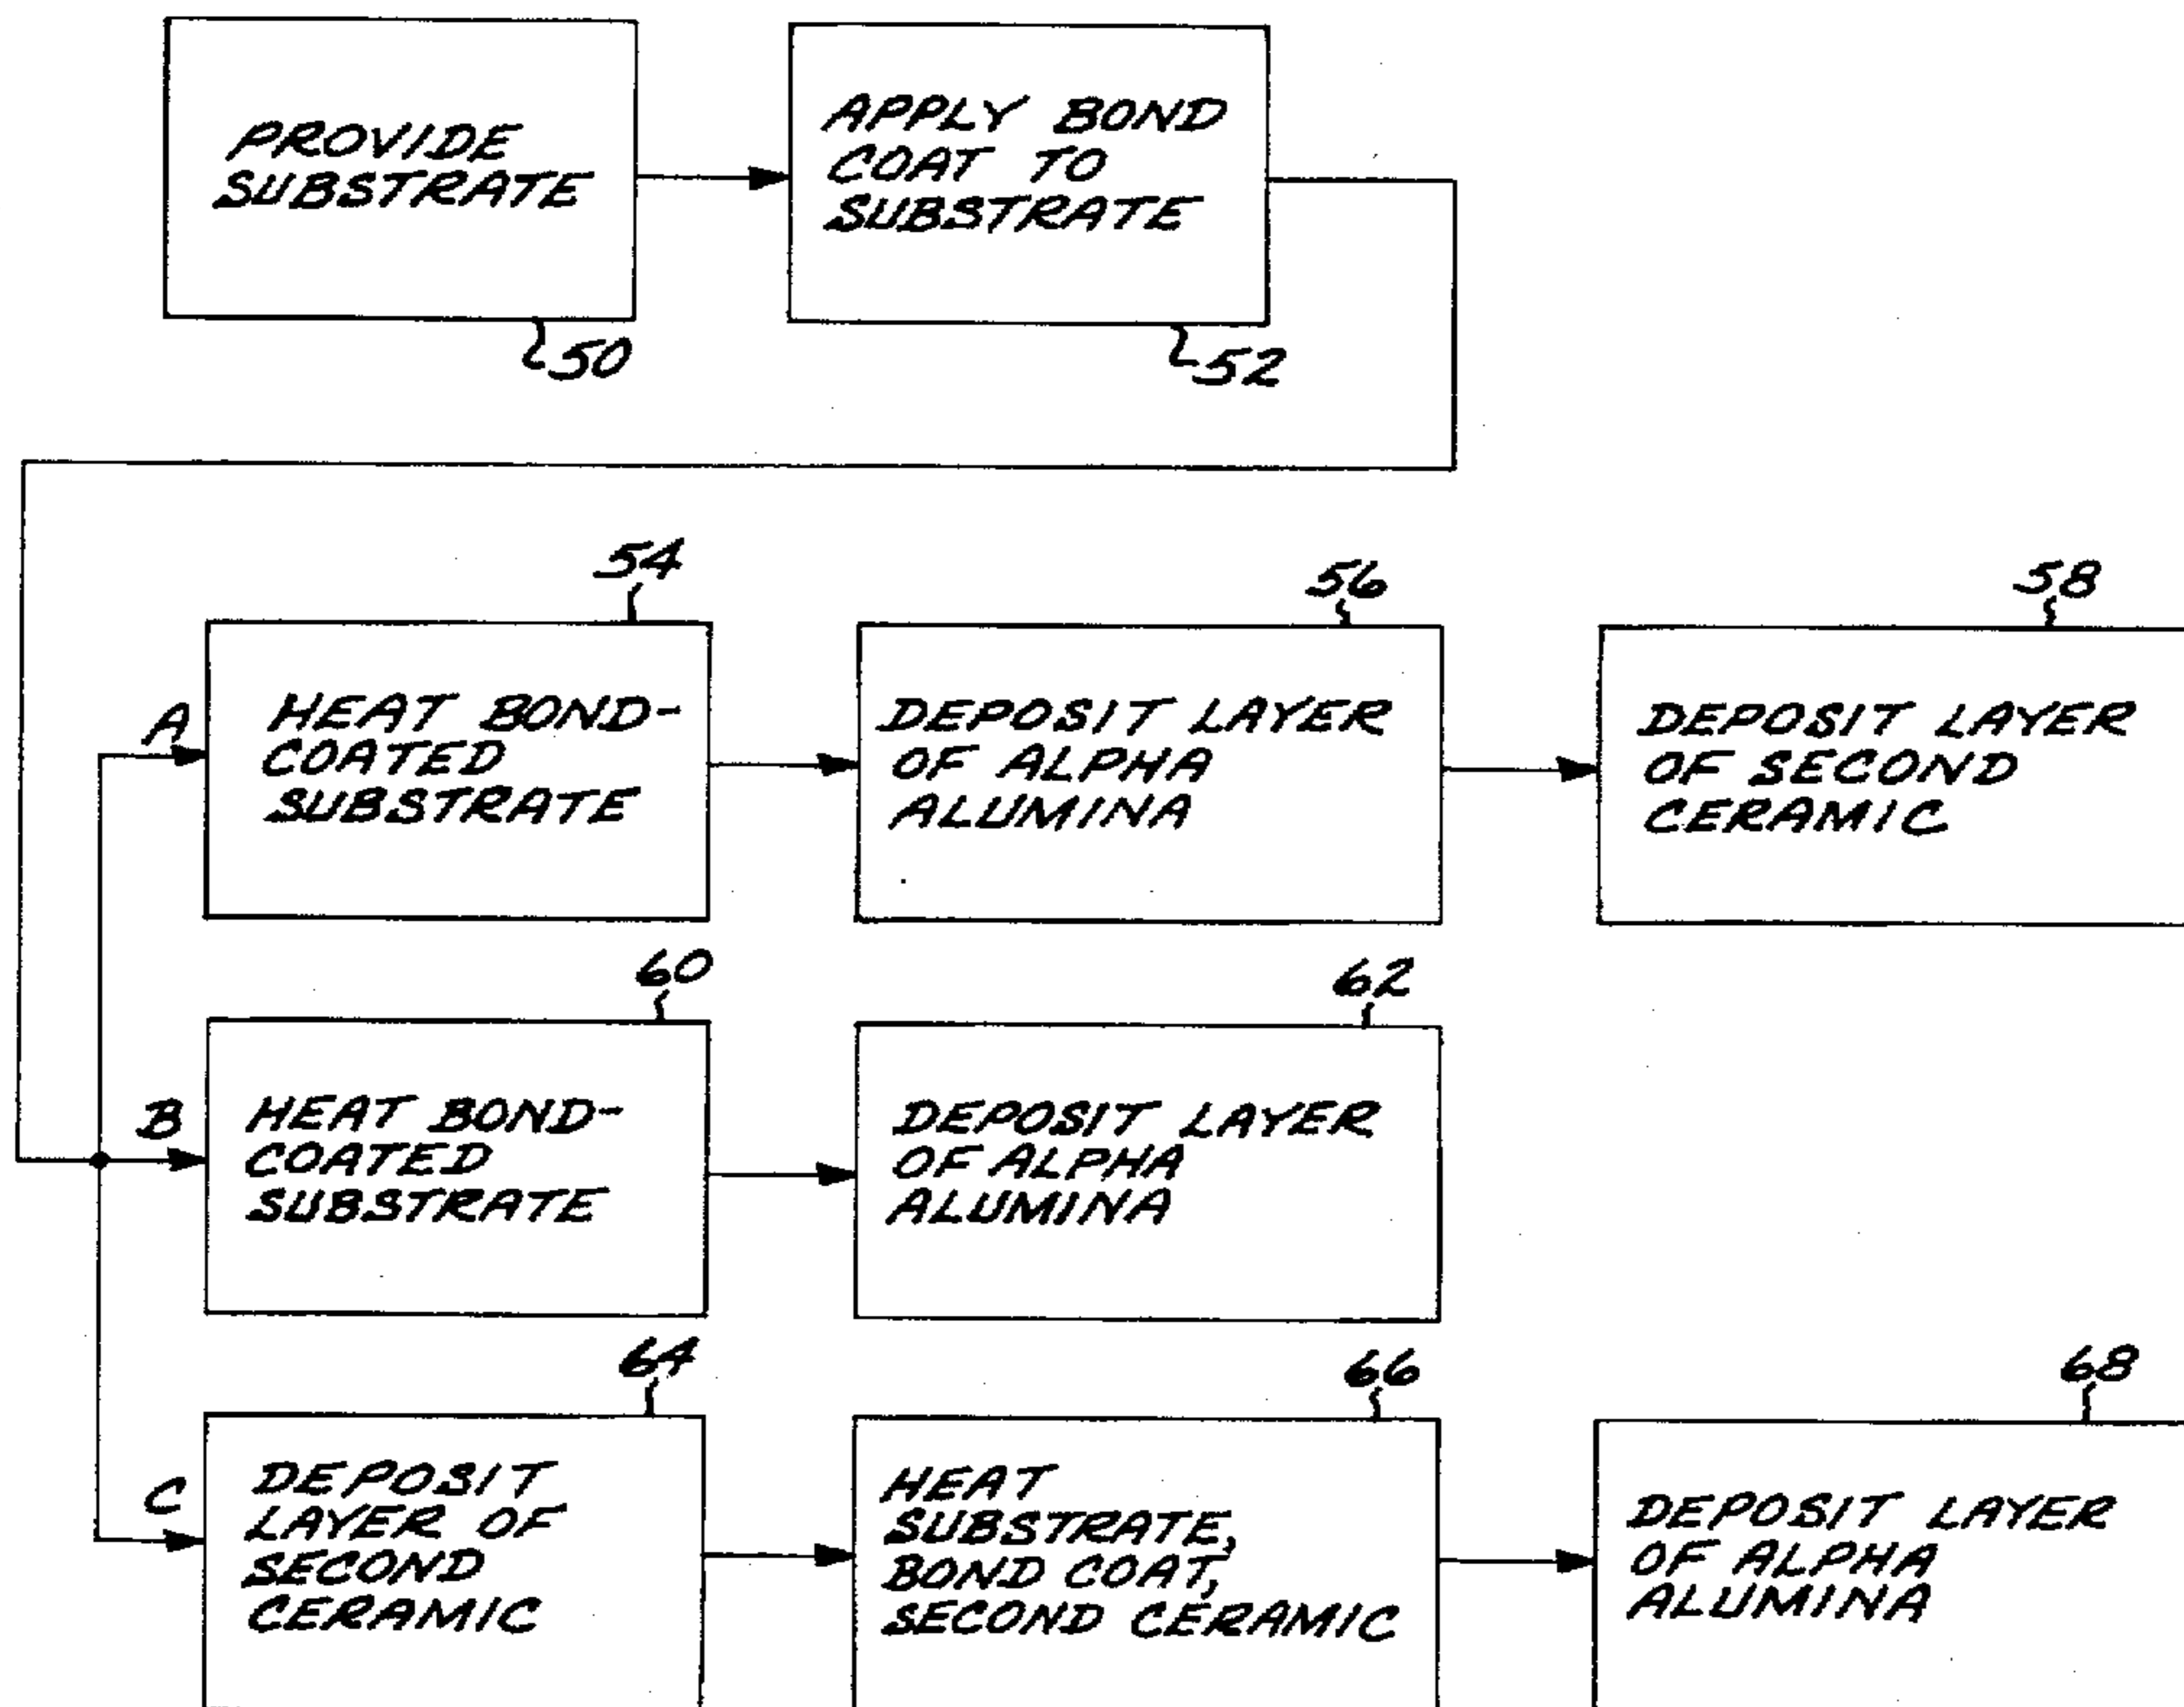 PROVIDE
SUBSTRATE
50
APPLY BOND
COAT TO
SUBSTRATE
52
A
54
HEAT BOND-
COATED
SUBSTRATE
56
DEPOSIT LAYER
OF ALPHA
ALUMINA
58
DEPOSIT LAYER
OF SECOND
CERAMIC
B
60
HEAT BOND-
COATED
SUBSTRATE
62
DEPOSIT LAYER
OF ALPHA
ALUMINA
C
64
DEPOSIT
LAYER OF
SECOND
CERAMIC
66
HEAT
SUBSTRATE,
BOND COAT,
SECOND CERAMIC
68
DEPOSIT LAYER
OF ALPHA
ALUMINA